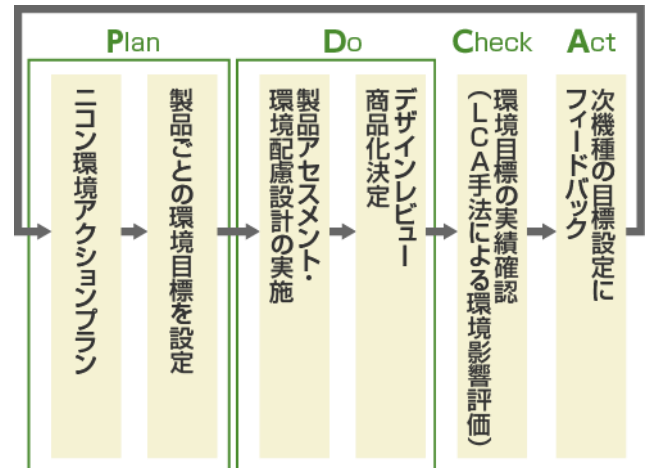 Plan
Do
Check
Act
ニコン環境アクションプラン
製品ごとの環境目標を設定
製品アセスメント・
環境配慮設計の実施
デザインレビュー
商品化決定
環境目標の実績確認
(LCA手法による環境影響評価)
次機種の目標設定に
フィードバック